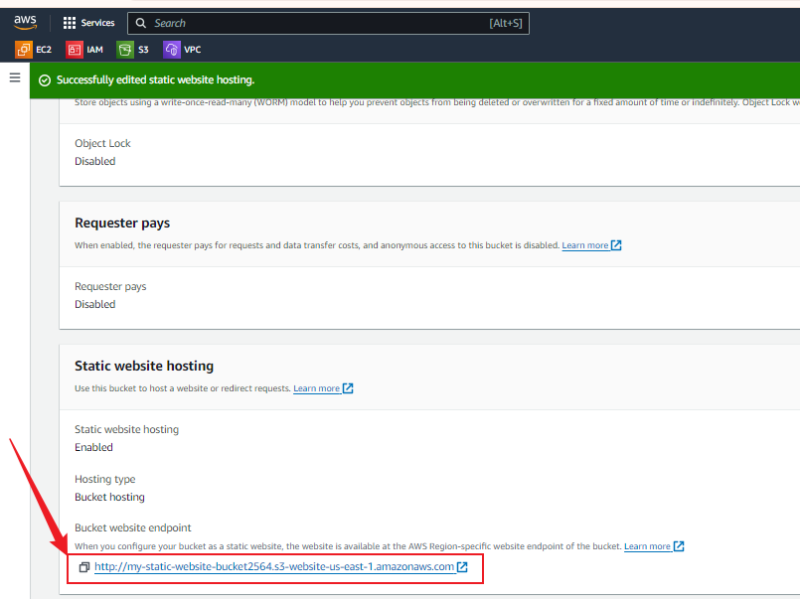 aws
Services
Search
[Alt+S]
EC2
IAM
S3
VPC
Successfully edited static website hosting.
Store objects using a write-once-read-many (WORM) model to help you prevent objects from being deleted or overwritten for a fixed amount of time or indefinitely. Object Lock w
Object Lock
Disabled
Requester pays
When enabled, the requester pays for requests and data transfer costs, and anonymous access to this bucket is disabled. Learn more
Requester pays
Disabled
Static website hosting
Use this bucket to host a website or redirect requests. Learn more
Static website hosting
Enabled
Hosting type
Bucket hosting
Bucket website endpoint
When you configure your bucket as a static website, the website is available at the AWS Region-specific website endpoint of the bucket. Learn more
http://my-static-website-bucket2564.s3-website-us-east-1.amazonaws.com